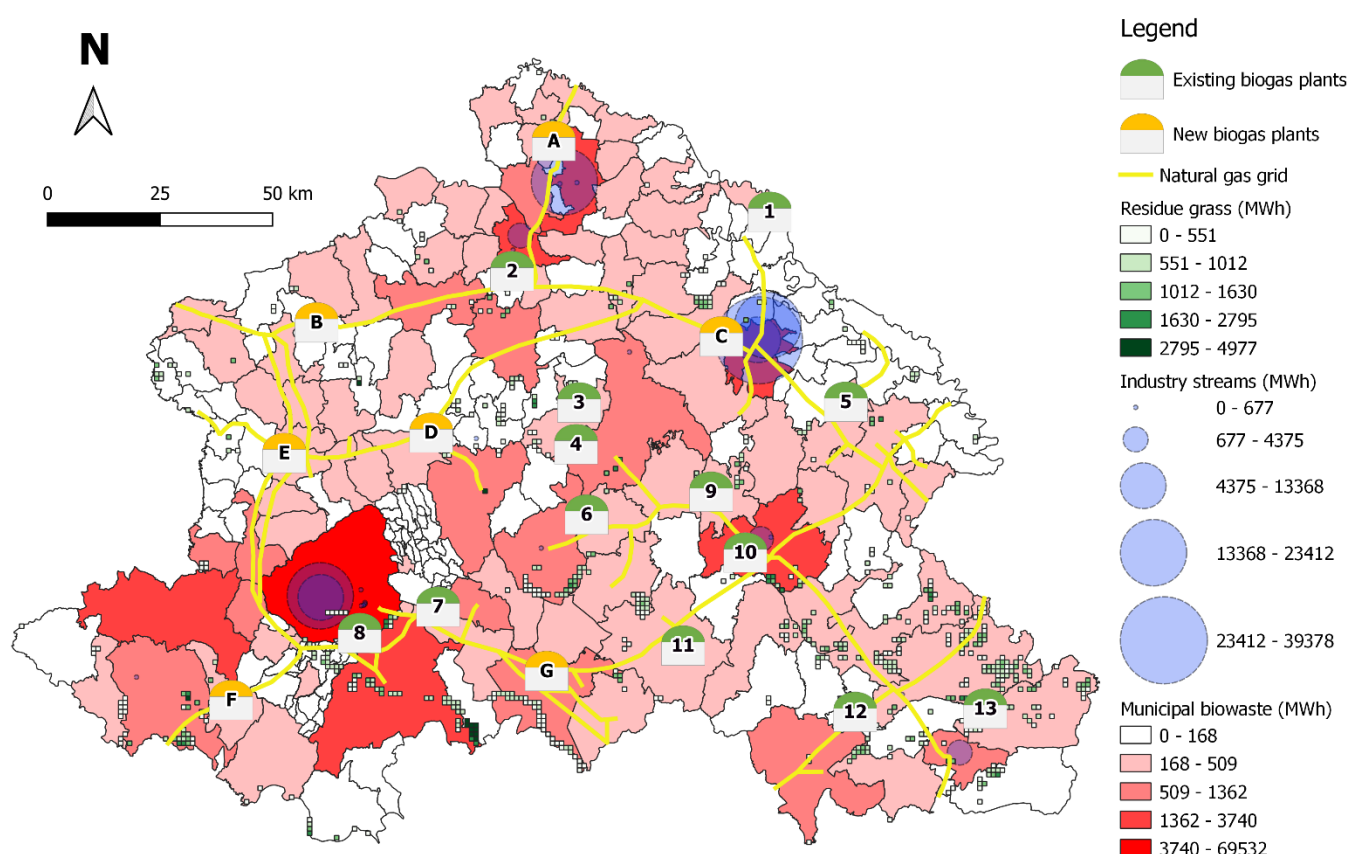 N
0 25 50 km
A
1
2
B
C
3
5
D
4
E
9
6
10
7
8
11
G
F
12
13
Legend
Existing biogas plants
New biogas plants
Natural gas grid
Residue grass (MWh)
0 - 551
551 - 1012
1012 - 1630
1630 - 2795
2795 - 4977
Industry streams (MWh)
0 - 677
677 - 4375
4375 - 13368
13368 - 23412
23412 - 39378
Municipal biowaste (MWh)
0 - 168
168 - 509
509 - 1362
1362 - 3740
3740 - 69532